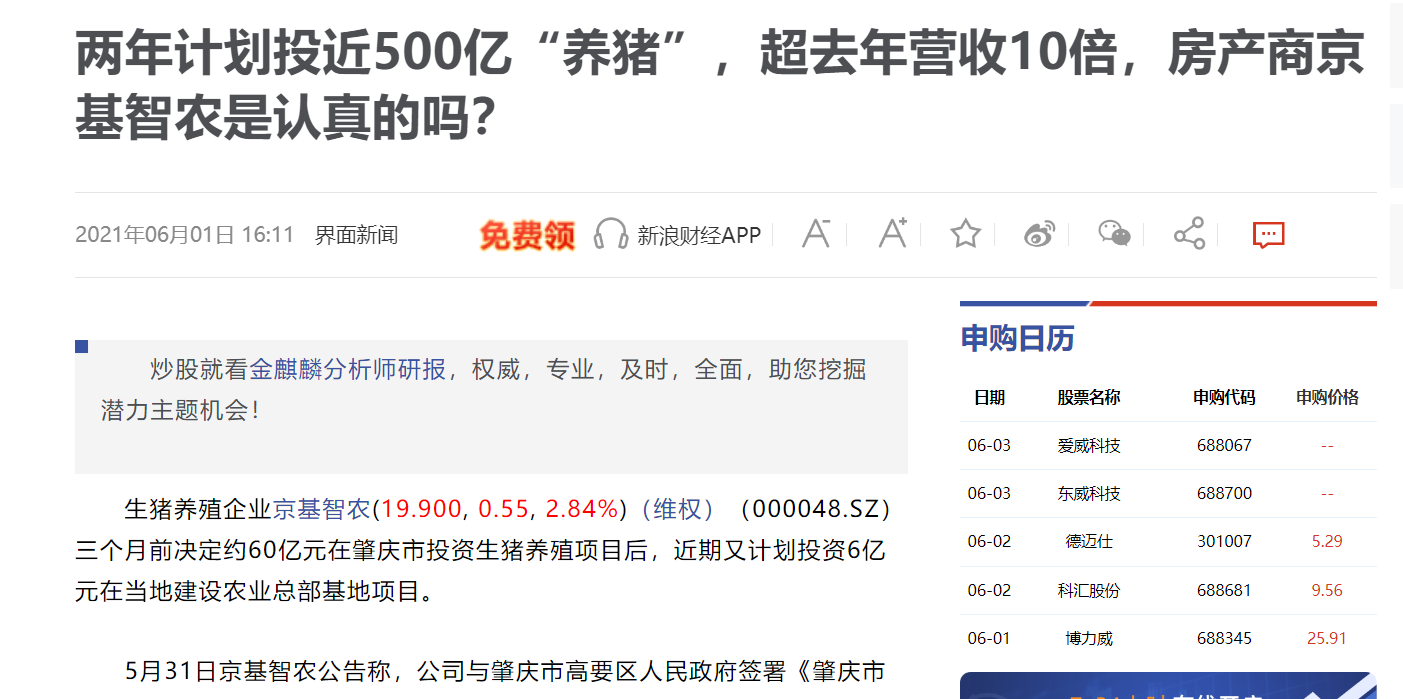 两年计划投近500亿“养猪”，超去年营收10倍，房产商京
基智农是认真的吗？
2021年06月01日 16:11 界面新闻 免费领 新浪财经APP A- A+
炒股就看金麒麟分析师研报，权威，专业，及时，全面，助您挖掘
潜力主题机会！
生猪养殖企业京基智农(19.900, 0.55, 2.84%)（维权）（000048.SZ）
三个月前决定约60亿元在肇庆市投资生猪养殖项目后，近期又计划投资6亿
元在当地建设农业总部基地项目。
5月31日京基智农公告称，公司与肇庆市高要区人民政府签署《肇庆市
申购日历
日期 股票名称 申购代码 申购价格
06-03 爱威科技 688067 --
06-03 东威科技 688700 --
06-02 德迈仕 301007 5.29
06-02 科汇股份 688681 9.56
06-01 博力威 688345 25.91